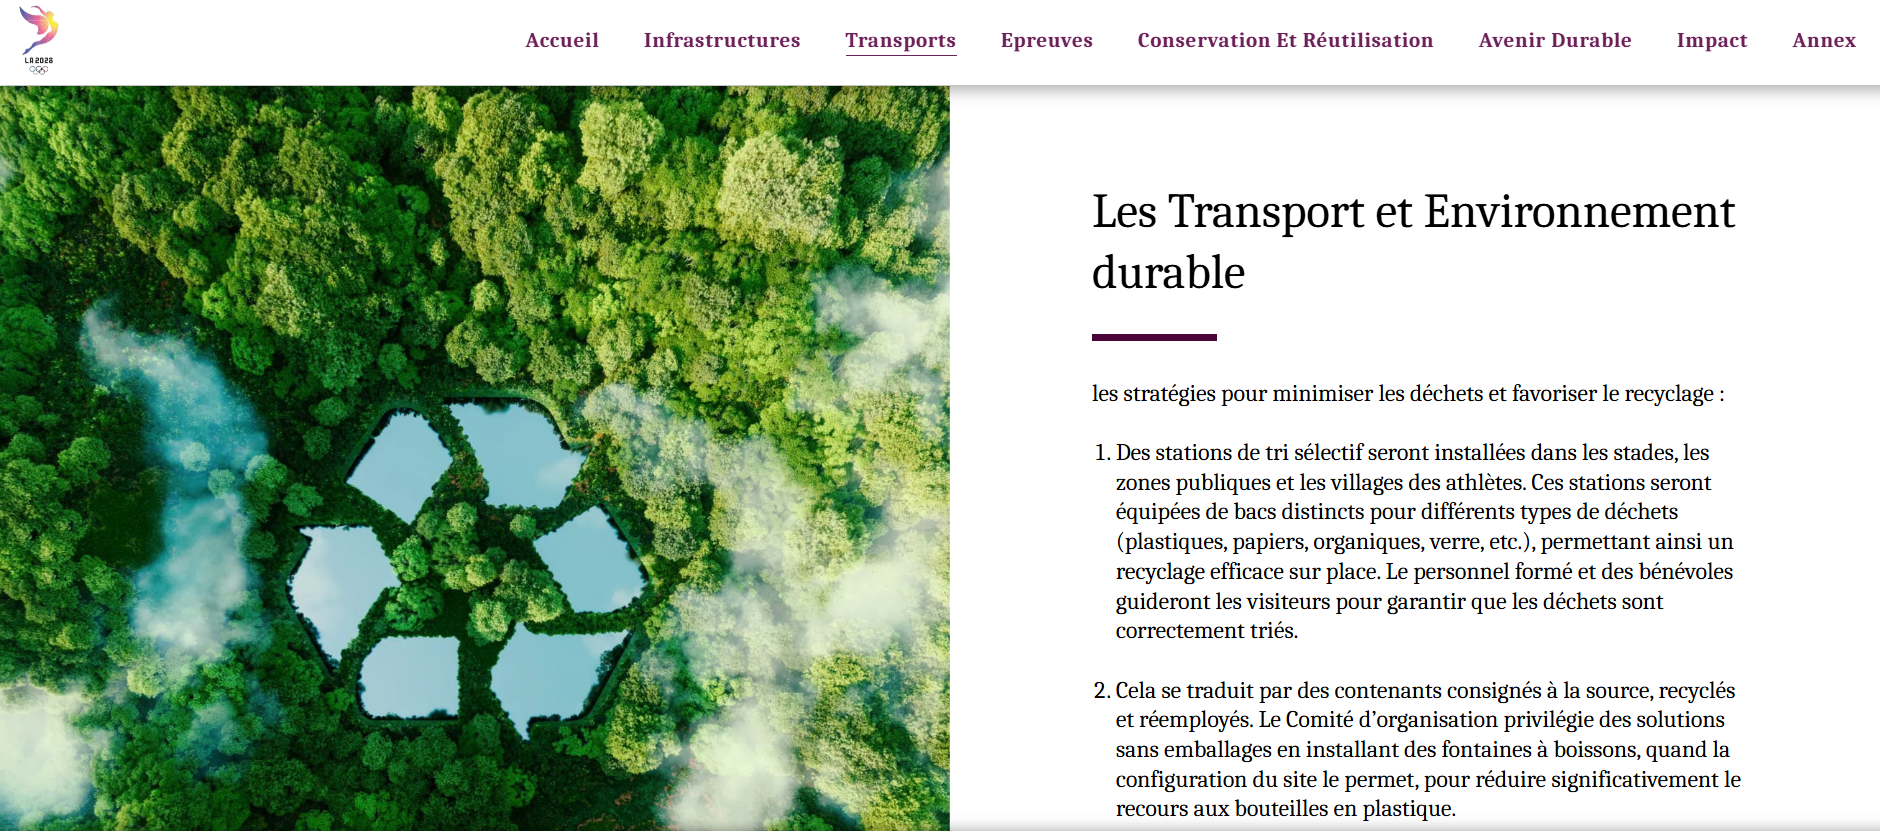 LA2028
Accueil Infrastructures Transports Epreuves Conservation Et Réutilisation Avenir Durable Impact Annex
Les Transport et Environnement
durable
les stratégies pour minimiser les déchets et favoriser le recyclage :
1. Des stations de tri sélectif seront installées dans les stades, les
zones publiques et les villages des athlètes. Ces stations seront
équipées de bacs distincts pour différents types de déchets
(plastiques, papiers, organiques, verre, etc.), permettant ainsi un
recyclage efficace sur place. Le personnel formé et des bénévoles
guideront les visiteurs pour garantir que les déchets sont
correctement triés.
2. Cela se traduit par des contenants consignés à la source, recyclés
et réemployés. Le Comité d’organisation privilégie des solutions
sans emballages en installant des fontaines à boissons, quand la
configuration du site le permet, pour réduire significativement le
recours aux bouteilles en plastique.